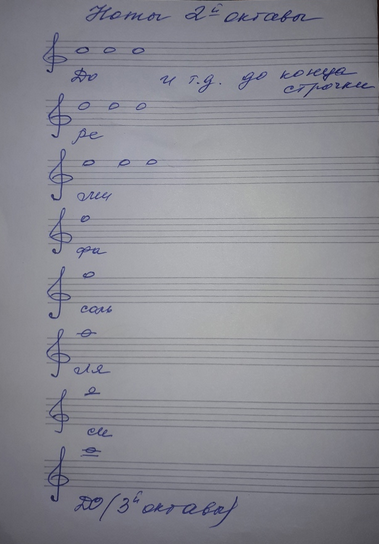 Ноты 2й октавы
До и т.д. до конца
строчки
ре
ми
фа
соль
ля
си
ДО (3й октавы)